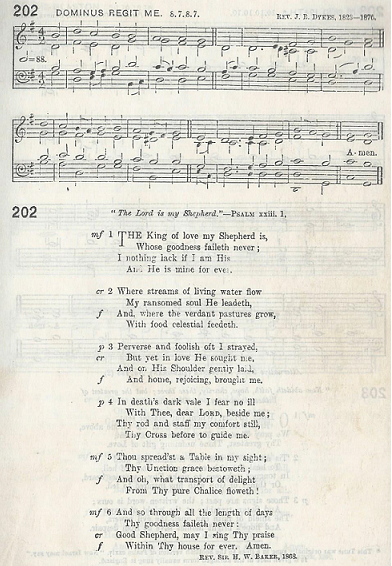 202 DOMINUS REGIT ME. 8.7.8.7. REV. J. B. DYKES, 1823—1876.
=88.
A-men.
202
"The Lord is my Shepherd."—PSALM xxiii. 1,
mf 1 THE King of love my Shepherd is,
Whose goodness faileth never;
I nothing lack if I am His
And He is mine for ever.
cr 2 Where streams of living water flow
My ransomed soul He leadeth,
f And, where the verdant pastures grow,
With food celestial feedeth.
p 3 Perverse and foolish oft I strayed,
cr But yet in love He sought me,
And on His Shoulder gently laid,
f And home, rejoicing, brought me.
p 4 In death's dark vale I fear no ill
With Thee, dear LORD, beside me;
Thy rod and staff my comfort still,
Thy Cross before to guide me.
mf 5 Thou spread'st a Table in my sight;
Thy Unction grace bestoweth;
f And oh, what transport of delight
From Thy pure Chalice floweth!
mf 6 And so through all the length of days
Thy goodness faileth never:
cr Good Shepherd, may I sing Thy praise
f Within Thy house for ever. Amen.
REV. SIR H. W. BAKER, 1868.
203